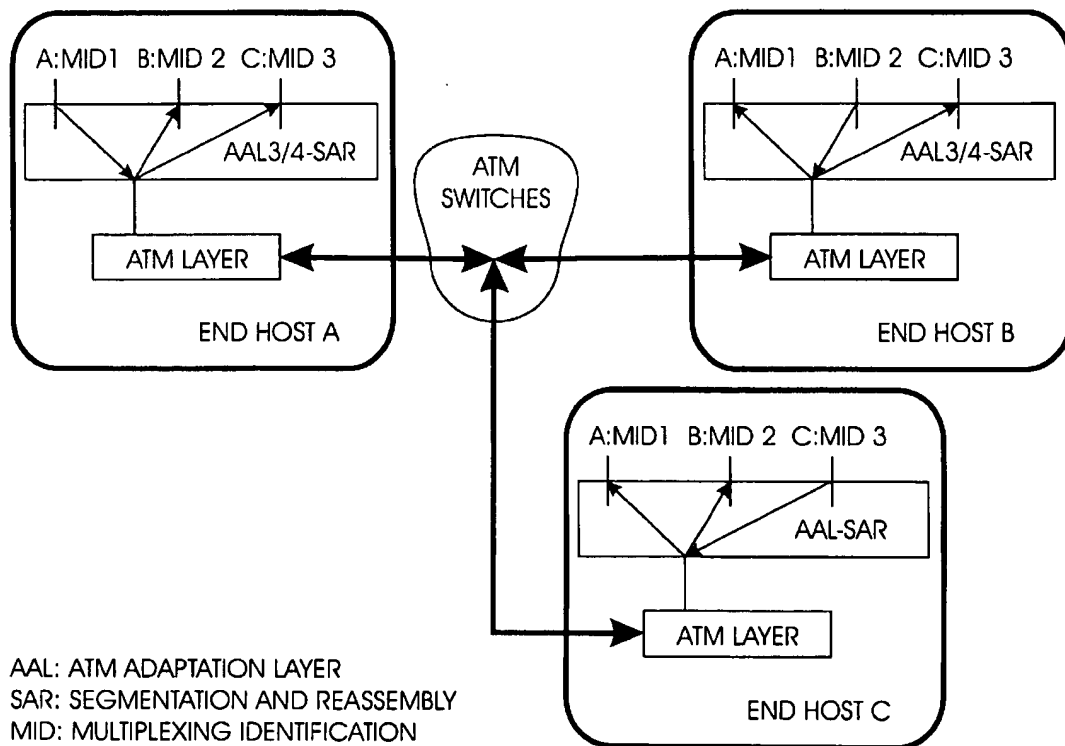 A:MID1 B:MID 2 C:MID 3
AAL3/4-SAR
ATM LAYER
END HOST A
ATM
SWITCHES
A:MID1 B:MID 2 C:MID 3
AAL3/4-SAR
ATM LAYER
END HOST B
A:MID1 B:MID 2 C:MID 3
AAL-SAR
ATM LAYER
END HOST C
AAL: ATM ADAPTATION LAYER
SAR: SEGMENTATION AND REASSEMBLY
MID: MULTIPLEXING IDENTIFICATION